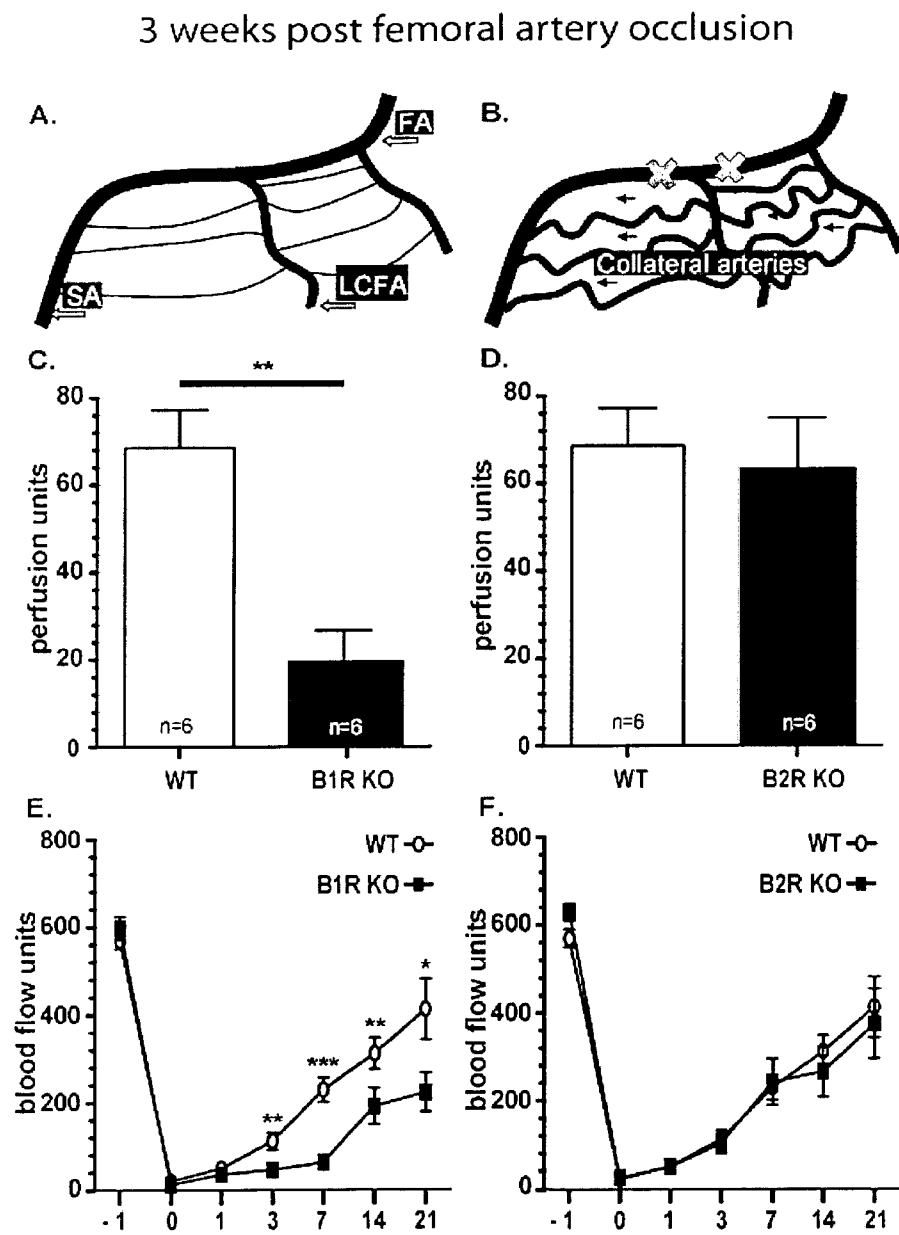 3 weeks post femoral artery occlusion
A.
FA
SA
LCFA
B.
Collateral arteries
C.
**
perfusion units
80
60
40
20
0
n=6
n=6
WT
B1R KO
D.
perfusion units
80
60
40
20
0
n=6
n=6
WT
B2R KO
E.
blood flow units
800
600
400
200
0
WT
B1R KO
**
***
**
*
-1 0 1 3 7 14 21
F.
blood flow units
800
600
400
200
0
WT
B2R KO
-1 0 1 3 7 14 21